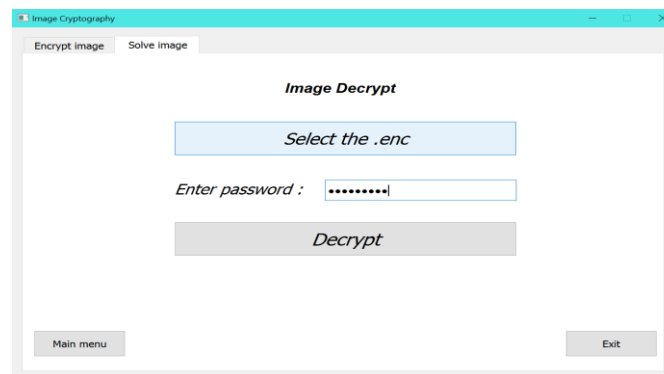 Image Cryptography
Encrypt image Solve image
Image Decrypt
Select the .enc
Enter password : •••••••••
Decrypt
Main menu Exit